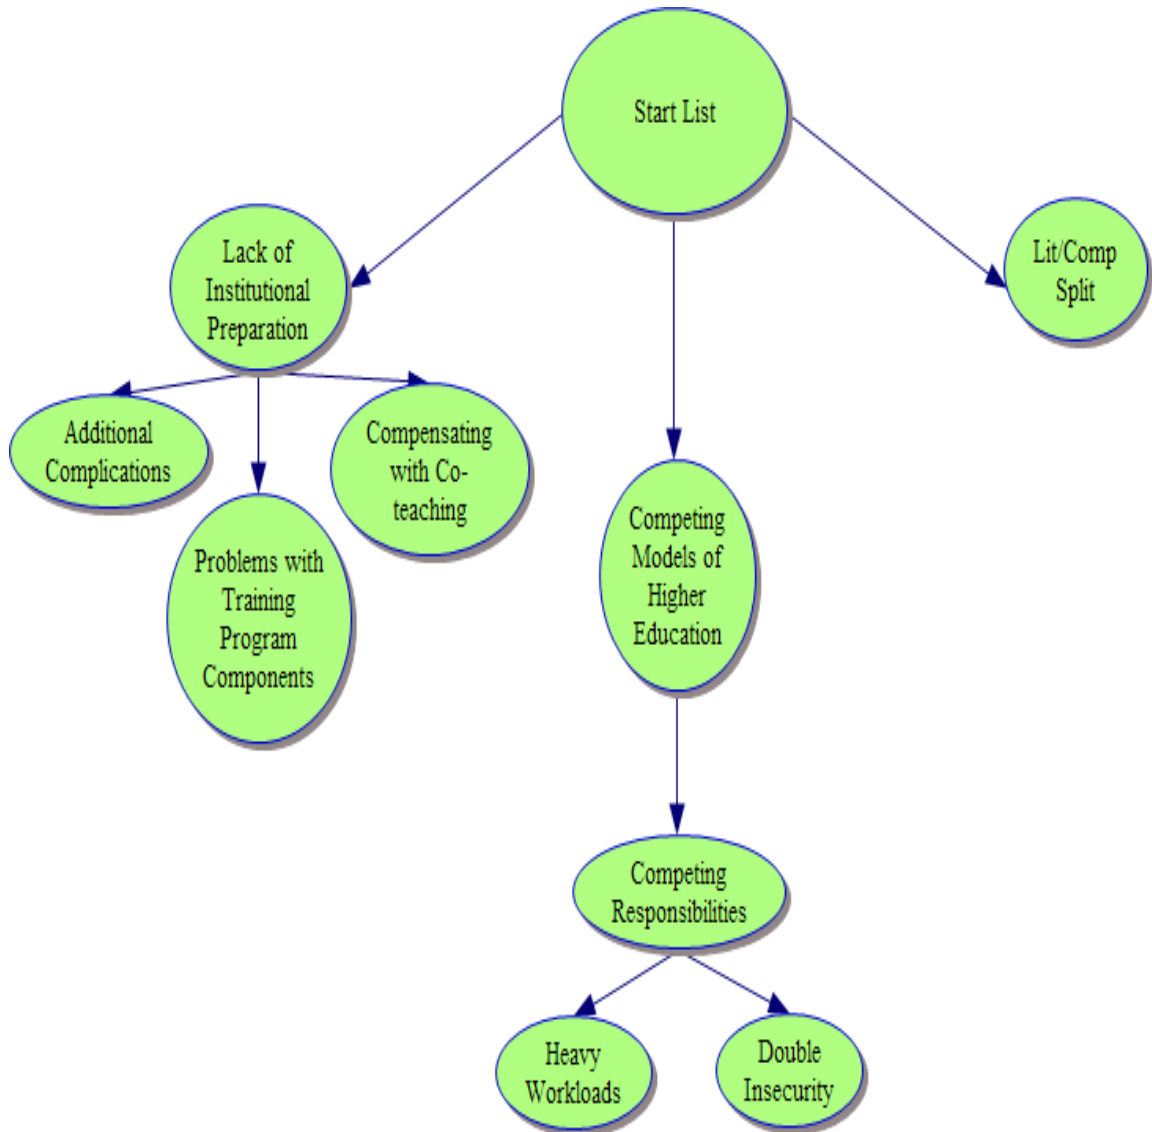 Start List
Lack of
Institutional
Preparation
Lit/Comp
Split
Additional
Complications
Compensating
with Co-
teaching
Problems with
Training
Program
Components
Competing
Models of
Higher
Education
Competing
Responsibilities
Heavy
Workloads
Double
Insecurity